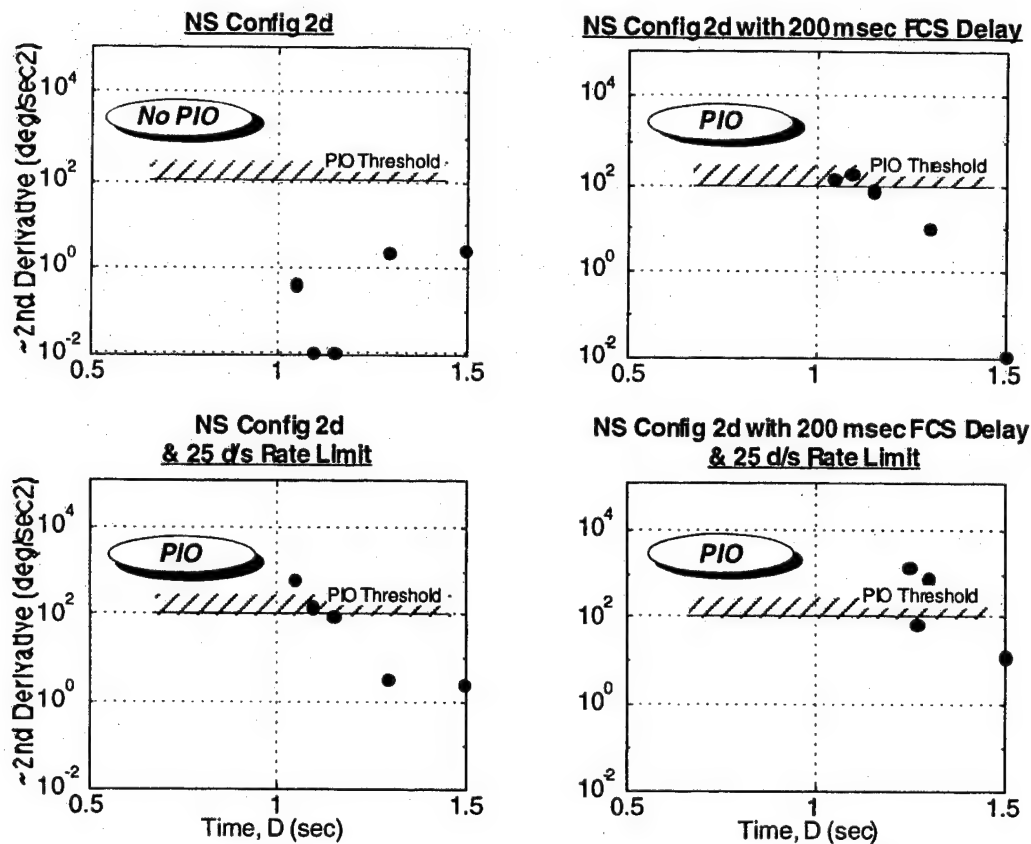 NS Config 2d
~2nd Derivative (deg/sec2)
10^4
10^2
10^0
10^-2
No PIO
PIO Threshold
0.5
1
1.5
NS Config 2d with 200 msec FCS Delay
10^4
10^2
10^0
10^-2
PIO
PIO Threshold
0.5
1
1.5
NS Config 2d
& 25 d/s Rate Limit
~2nd Derivative (deg/sec2)
10^4
10^2
10^0
10^-2
PIO
PIO Threshold
0.5
1
1.5
Time, D (sec)
NS Config 2d with 200 msec FCS Delay
& 25 d/s Rate Limit
10^4
10^2
10^0
10^-2
PIO
PIO Threshold
0.5
1
1.5
Time, D (sec)